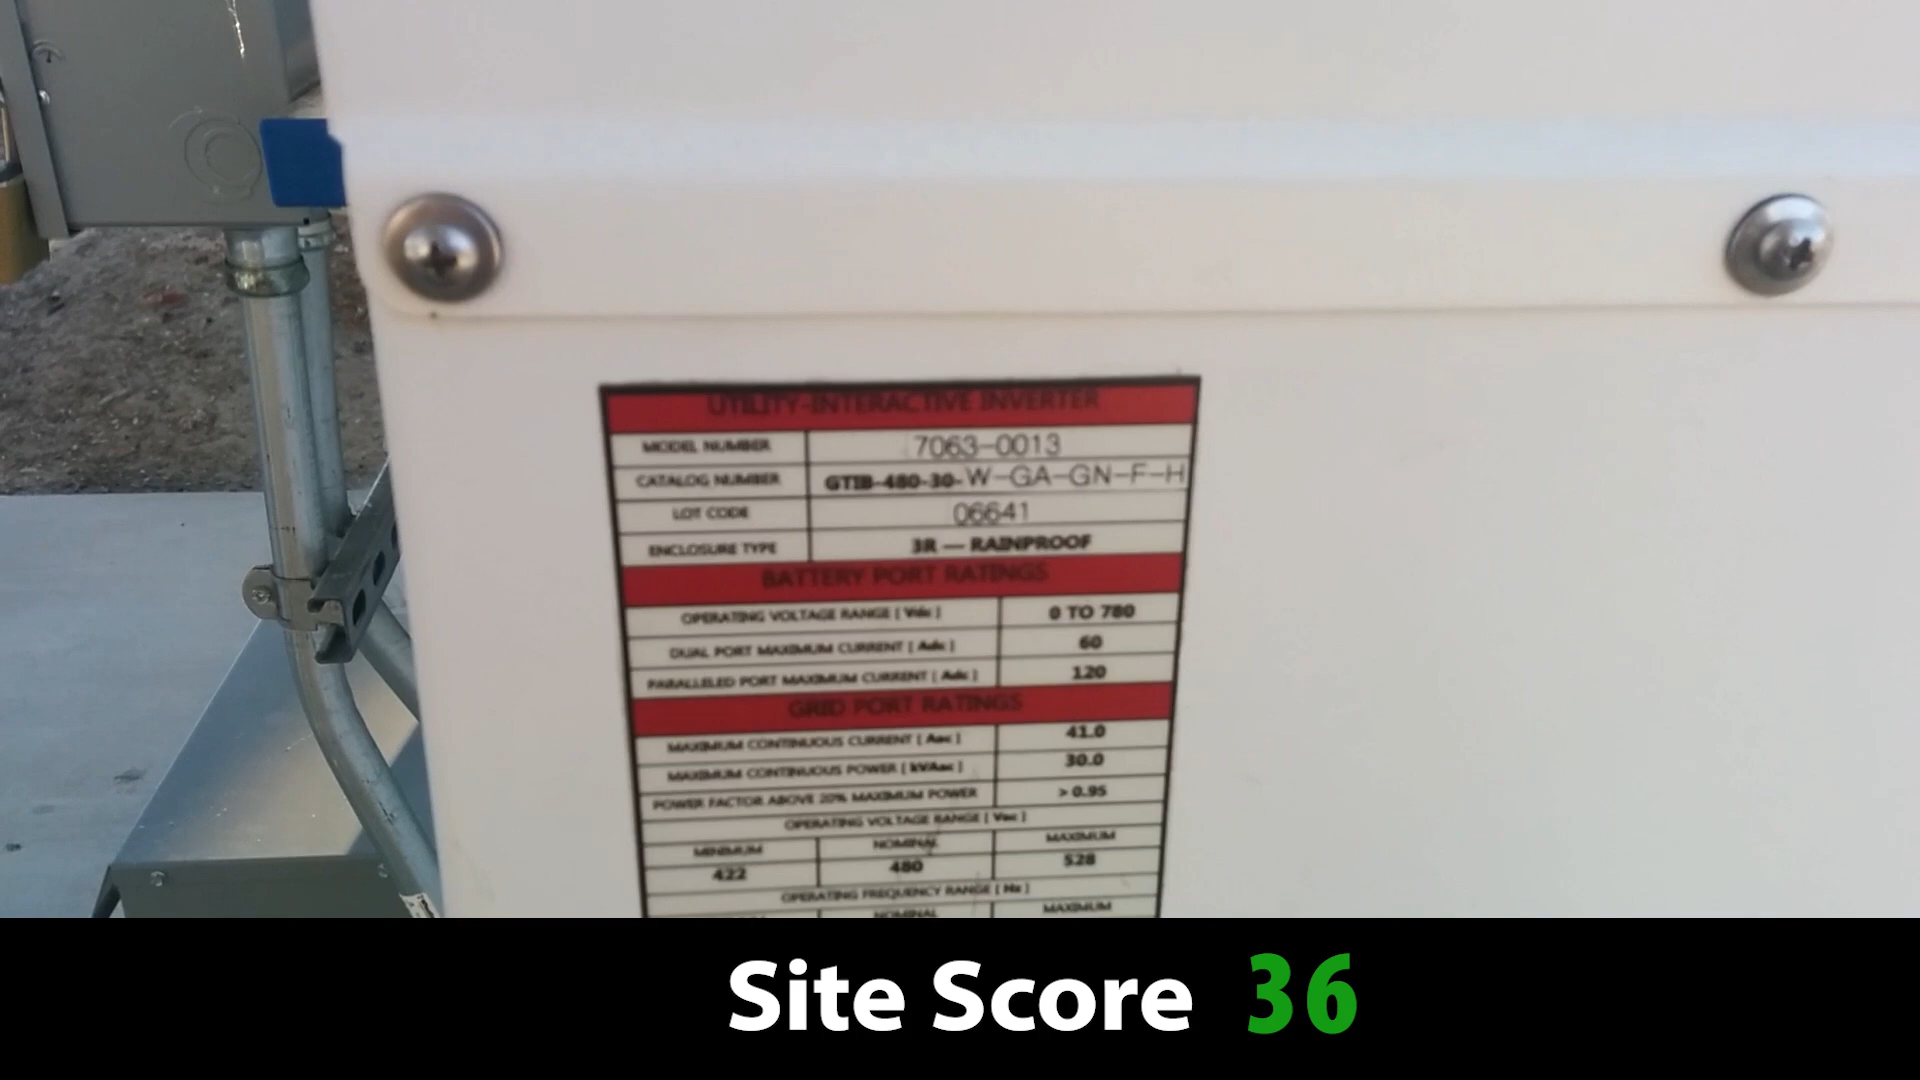 UTILITY-INTERACTIVE INVERTER
MODEL NUMBER 7063-0013
CATALOG NUMBER GTIB-480-30-W-GA-GN-F-H
LOT CODE 06641
ENCLOSURE TYPE 3R — RAINPROOF
BATTERY PORT RATINGS
OPERATING VOLTAGE RANGE [ Vdc ] 0 TO 780
DUAL PORT MAXIMUM CURRENT [ Adc ] 60
PARALLELED PORT MAXIMUM CURRENT [ Adc ] 120
GRID PORT RATINGS
MAXIMUM CONTINUOUS CURRENT [ Aac ] 41.0
MAXIMUM CONTINUOUS POWER [ kVAac ] 30.0
POWER FACTOR ABOVE 20% MAXIMUM POWER > 0.95
OPERATING VOLTAGE RANGE [ Vac ]
MINIMUM NOMINAL MAXIMUM
422 480 528
OPERATING FREQUENCY RANGE [ Hz ]
NOMINAL MAXIMUM
Site Score 36